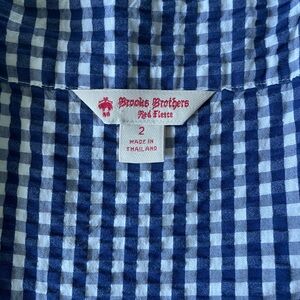 Brooks Brothers
Red Fleece
2
MADE IN
THAILAND